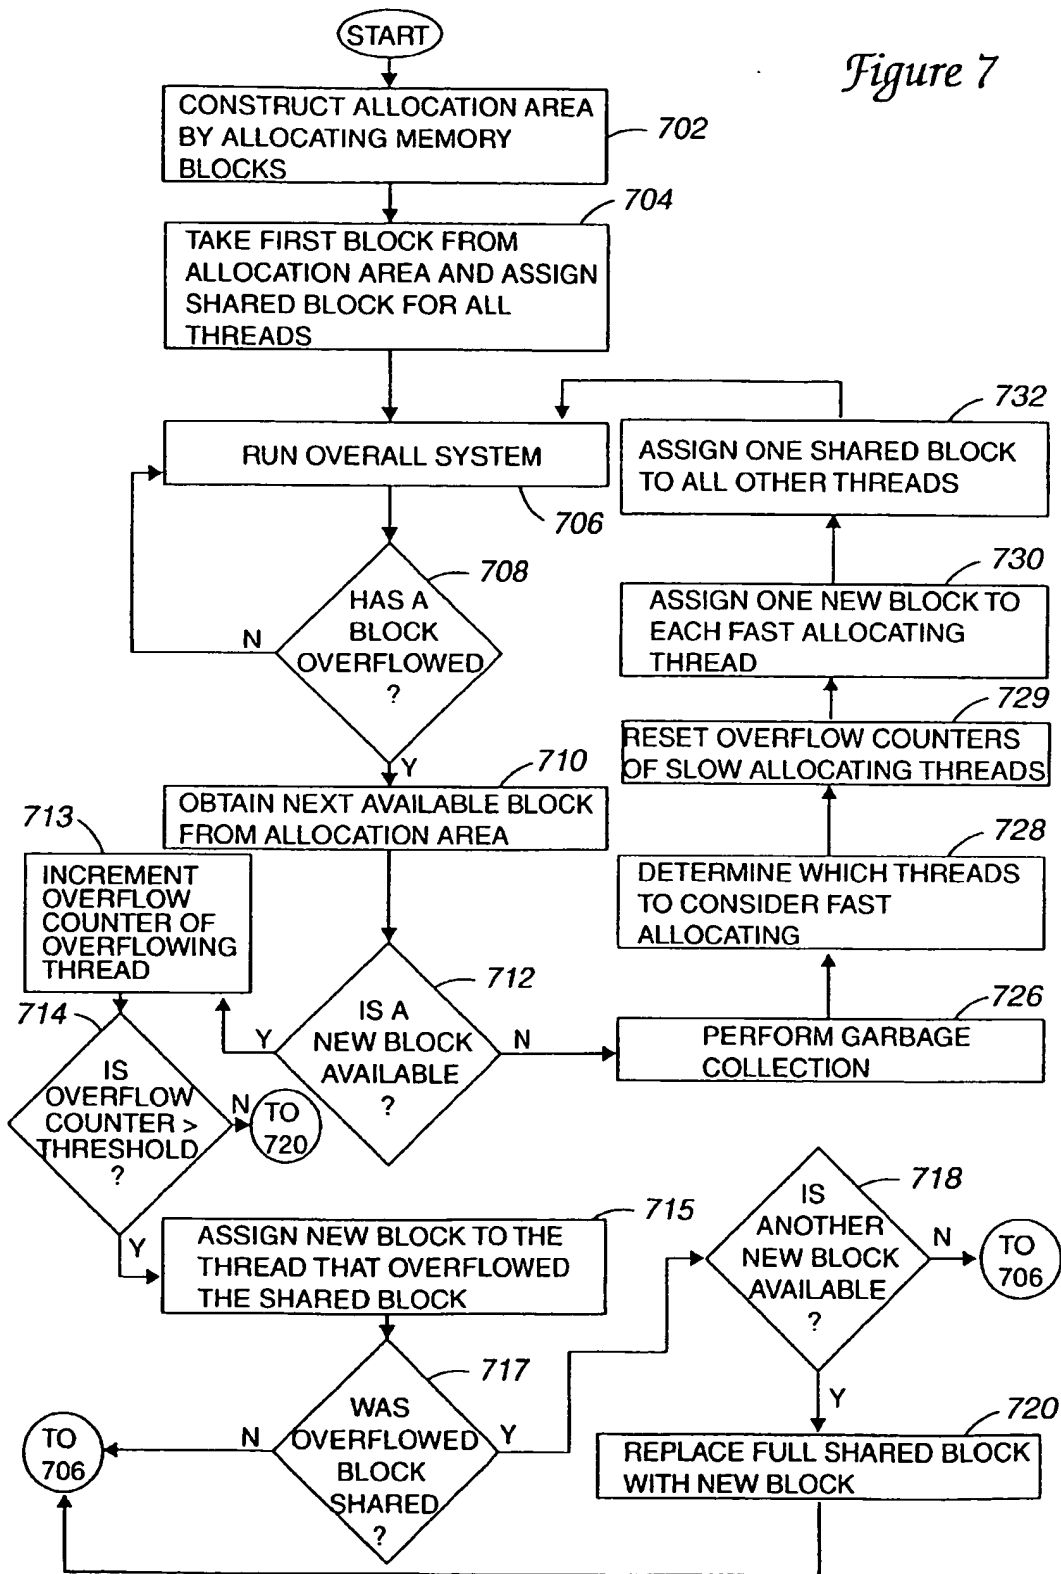 START
Figure 7
CONSTRUCT ALLOCATION AREA
BY ALLOCATING MEMORY
BLOCKS
702
704
TAKE FIRST BLOCK FROM
ALLOCATION AREA AND ASSIGN
SHARED BLOCK FOR ALL
THREADS
RUN OVERALL SYSTEM
706
732
ASSIGN ONE SHARED BLOCK
TO ALL OTHER THREADS
708
HAS A
BLOCK
OVERFLOWED
?
N
Y
730
ASSIGN ONE NEW BLOCK TO
EACH FAST ALLOCATING
THREAD
729
RESET OVERFLOW COUNTERS
OF SLOW ALLOCATING THREADS
710
OBTAIN NEXT AVAILABLE BLOCK
FROM ALLOCATION AREA
713
INCREMENT
OVERFLOW
COUNTER OF
OVERFLOWING
THREAD
728
DETERMINE WHICH THREADS
TO CONSIDER FAST
ALLOCATING
712
IS A
NEW BLOCK
AVAILABLE
?
Y
N
726
PERFORM GARBAGE
COLLECTION
714
IS
OVERFLOW
COUNTER >
THRESHOLD
?
N
TO
720
Y
715
ASSIGN NEW BLOCK TO THE
THREAD THAT OVERFLOWED
THE SHARED BLOCK
718
IS
ANOTHER
NEW BLOCK
AVAILABLE
?
N
TO
706
Y
717
WAS
OVERFLOWED
BLOCK
SHARED
?
N
Y
TO
706
720
REPLACE FULL SHARED BLOCK
WITH NEW BLOCK